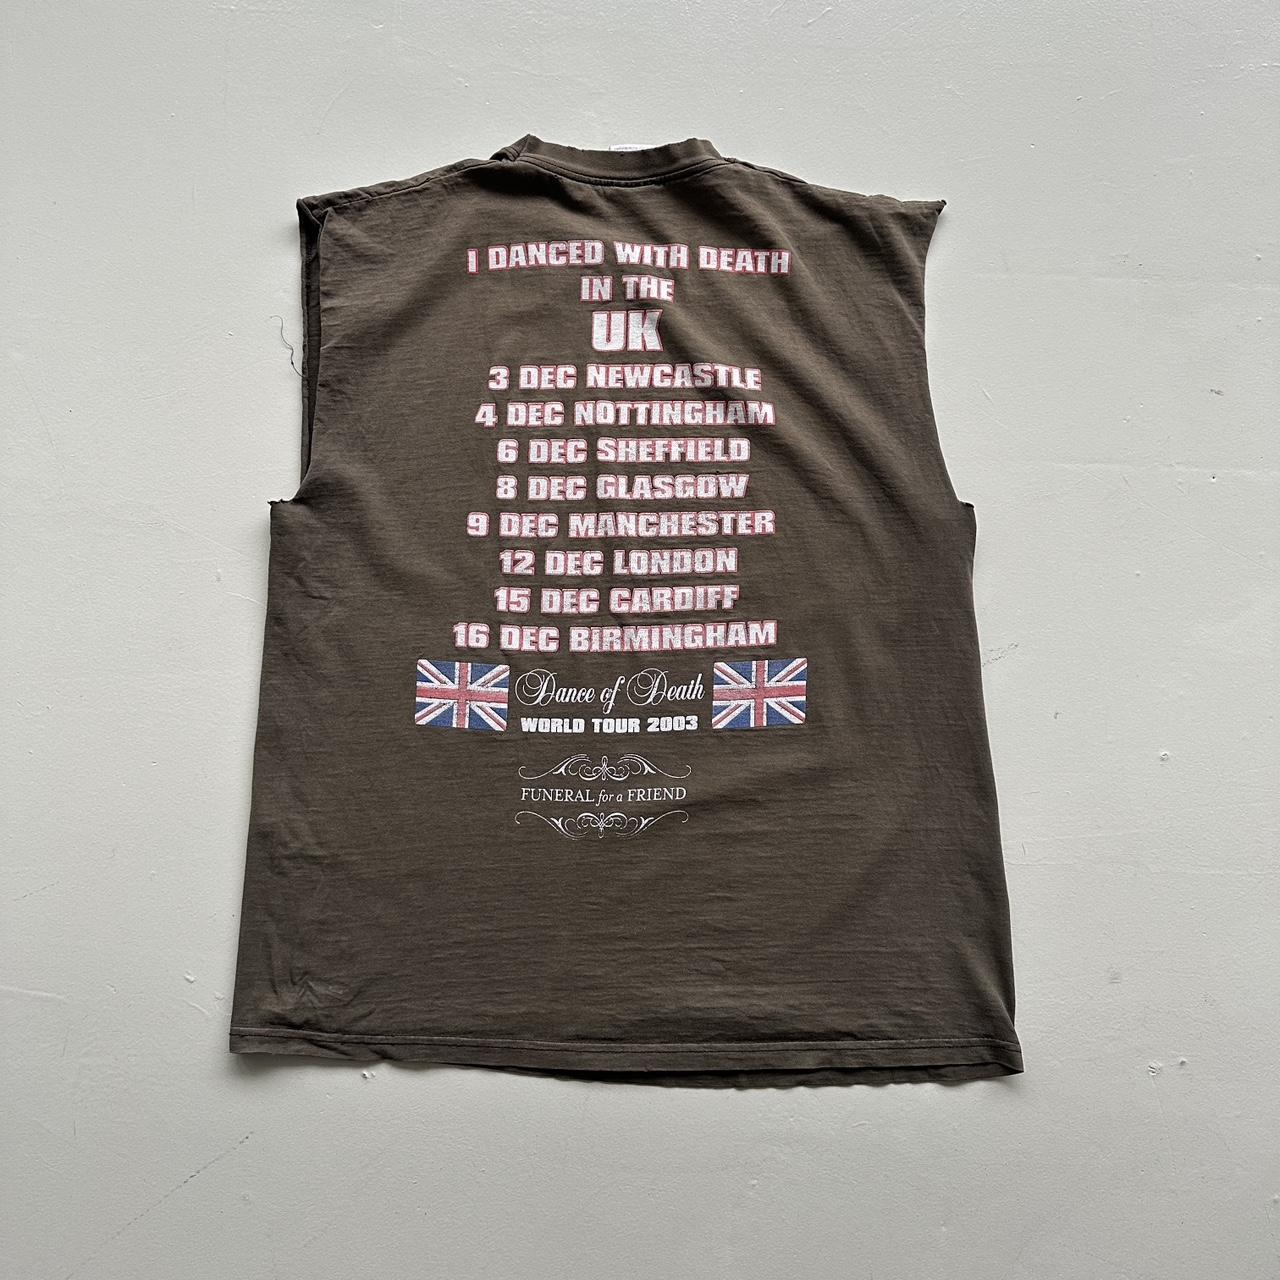 I DANCED WITH DEATH
IN THE
UK
3 DEC NEWCASTLE
4 DEC NOTTINGHAM
6 DEC SHEFFIELD
8 DEC GLASGOW
9 DEC MANCHESTER
12 DEC LONDON
15 DEC CARDIFF
16 DEC BIRMINGHAM
Dance of Death
WORLD TOUR 2003
FUNERAL for a FRIEND